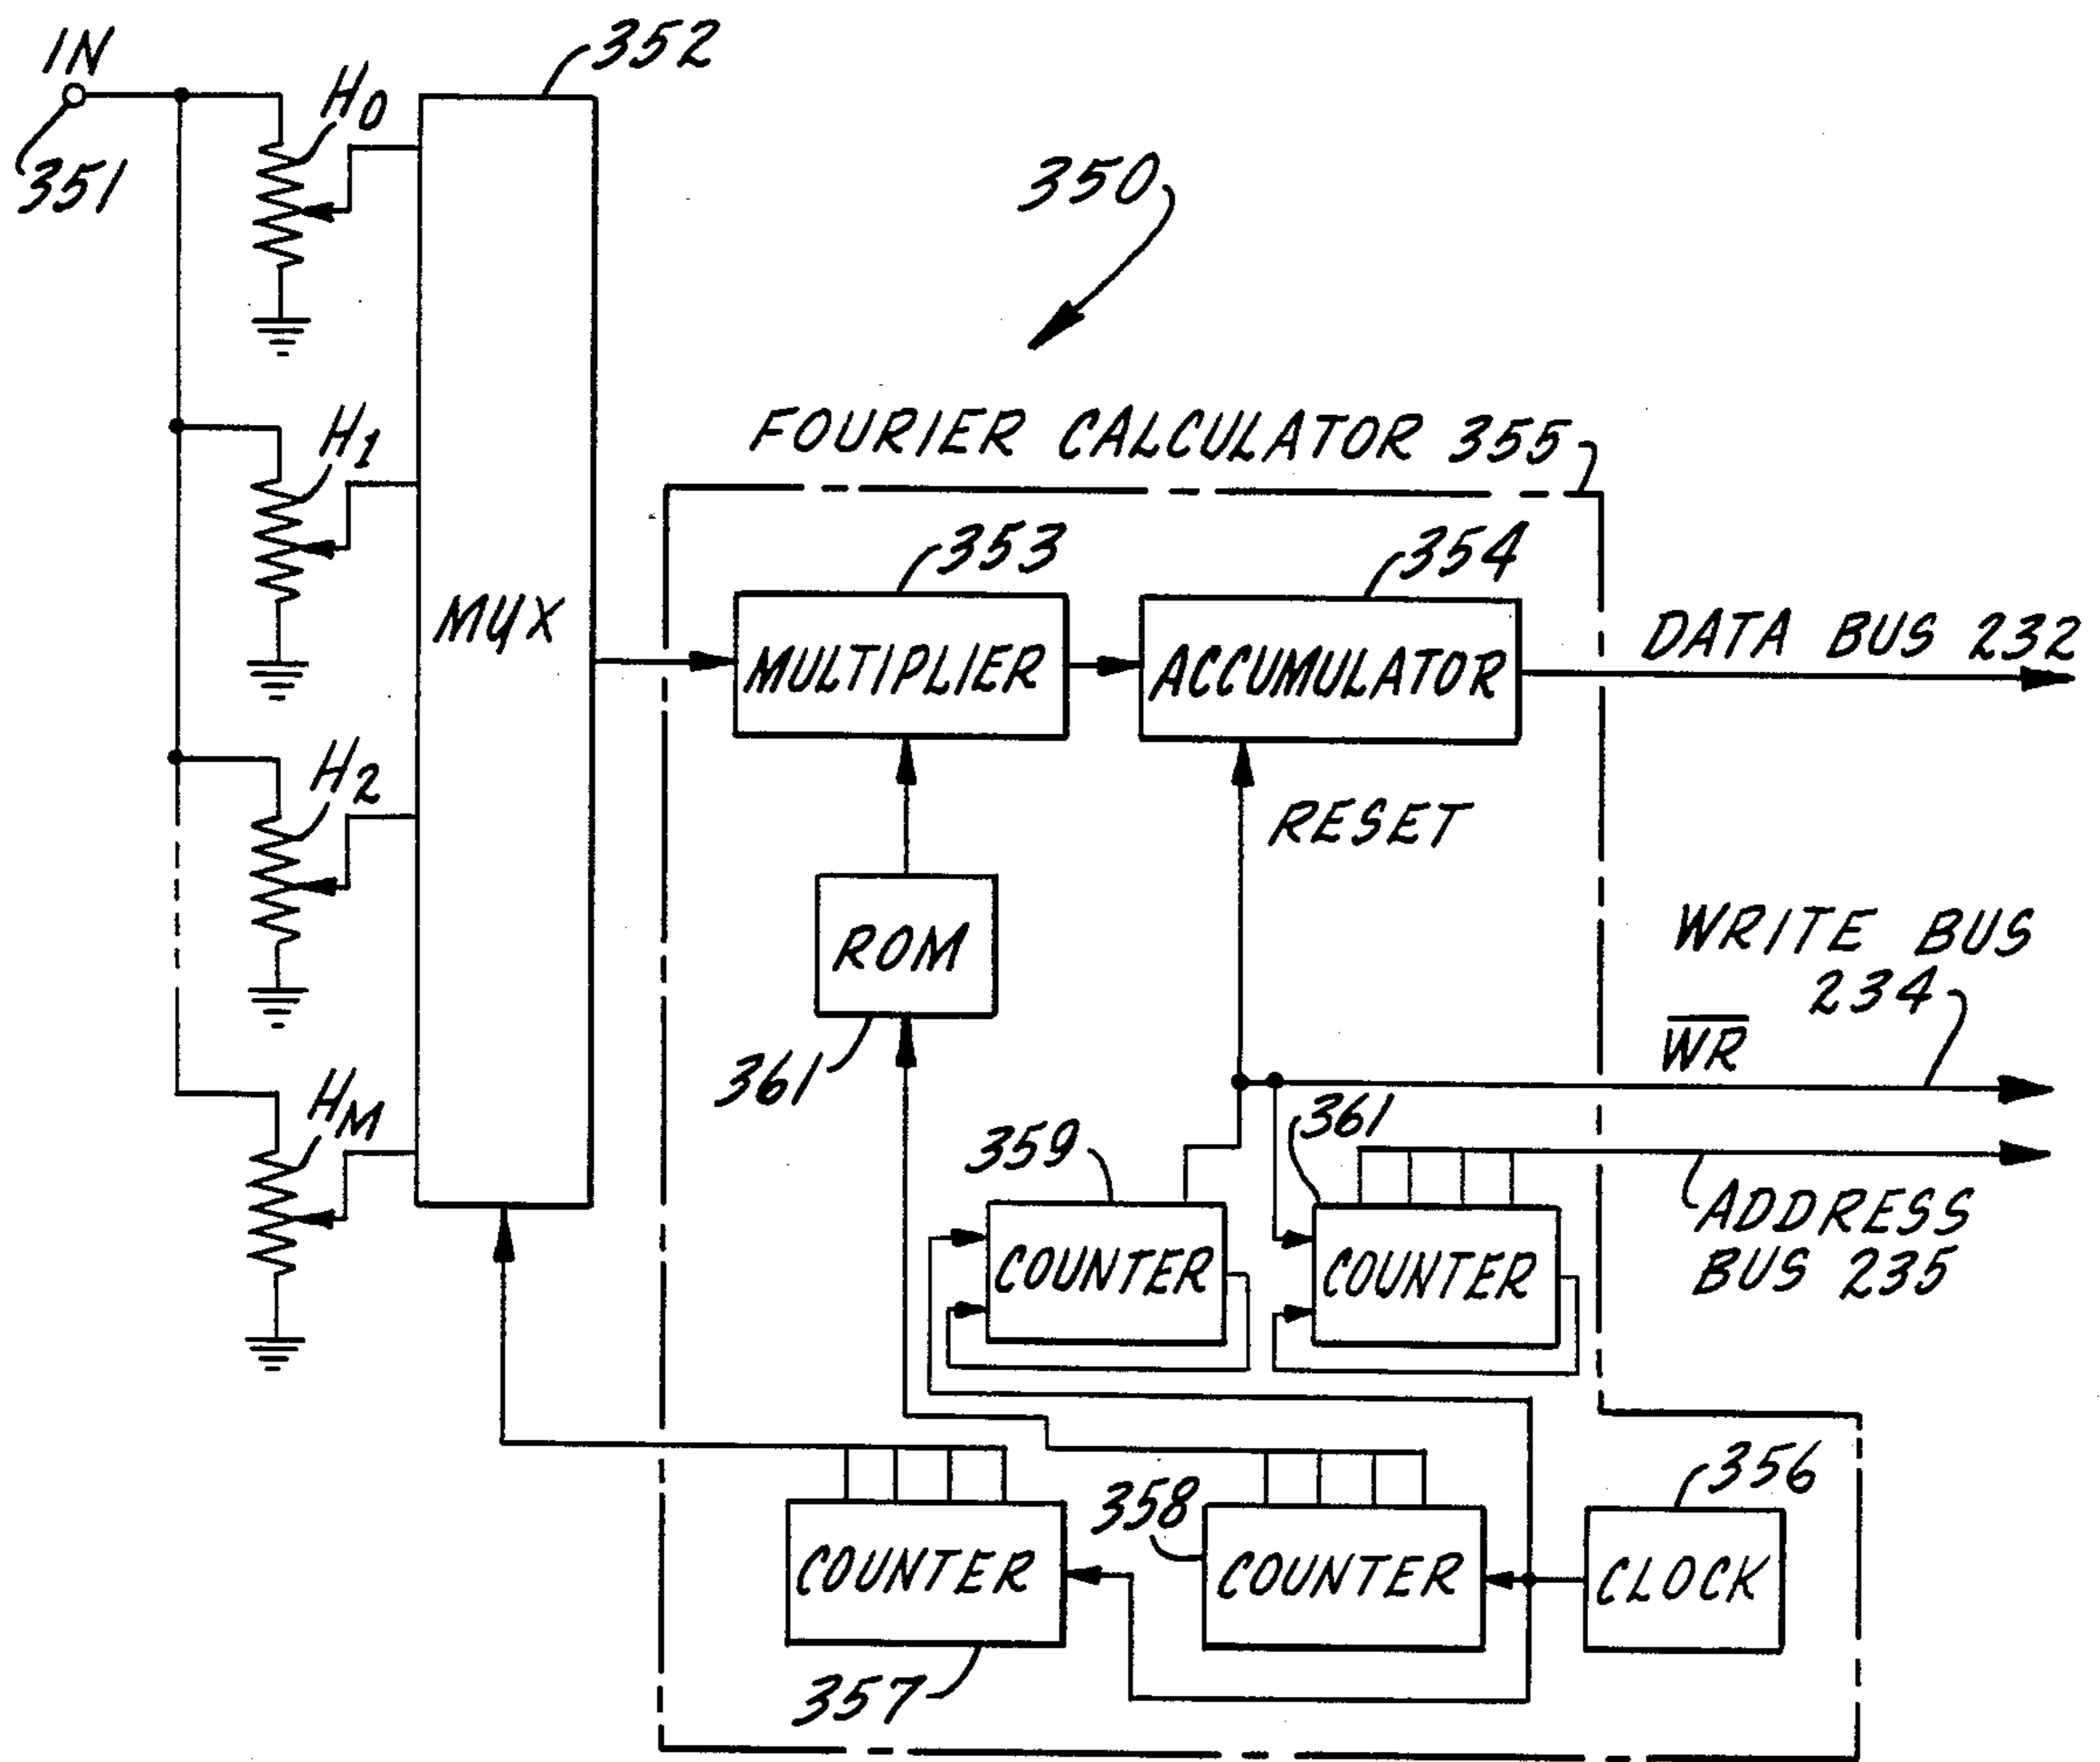 IN
351
H0
352
350
H1
MUX
FOURIER CALCULATOR 355
353
354
MULTIPLIER
ACCUMULATOR
DATA BUS 232
H2
RESET
ROM
361
WRITE BUS
234
WR
HM
359
361
COUNTER
COUNTER
ADDRESS
BUS 235
358
356
COUNTER
COUNTER
CLOCK
357